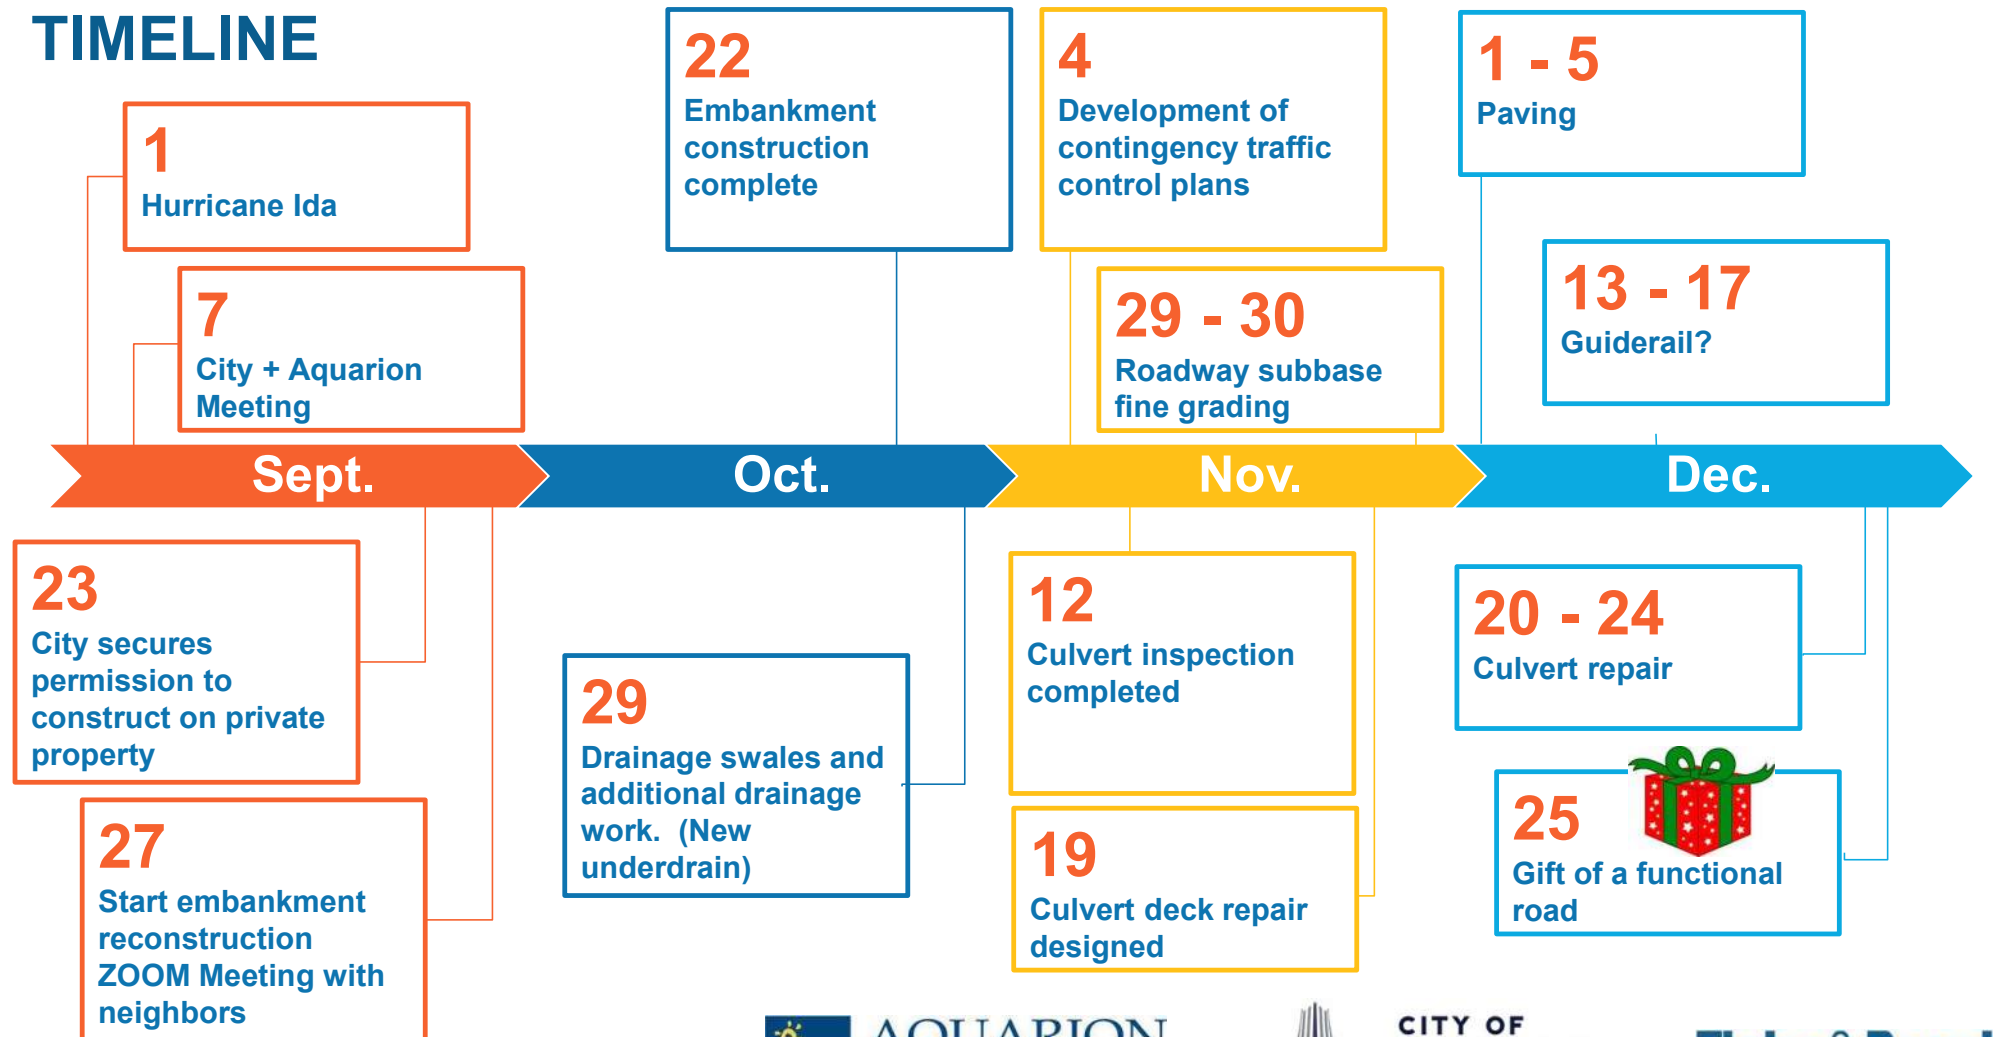 TIMELINE
1
Hurricane Ida
7
City + Aquarion
Meeting
22
Embankment
construction
complete
4
Development of
contingency traffic
control plans
29 - 30
Roadway subbase
fine grading
1 - 5
Paving
13 - 17
Guiderail?
Sept.
Oct.
Nov.
Dec.
23
City secures
permission to
construct on private
property
27
Start embankment
reconstruction
ZOOM Meeting with
neighbors
29
Drainage swales and
additional drainage
work. (New
underdrain)
12
Culvert inspection
completed
19
Culvert deck repair
designed
20 - 24
Culvert repair
25
Gift of a functional
road
AQUARION
CITY OF